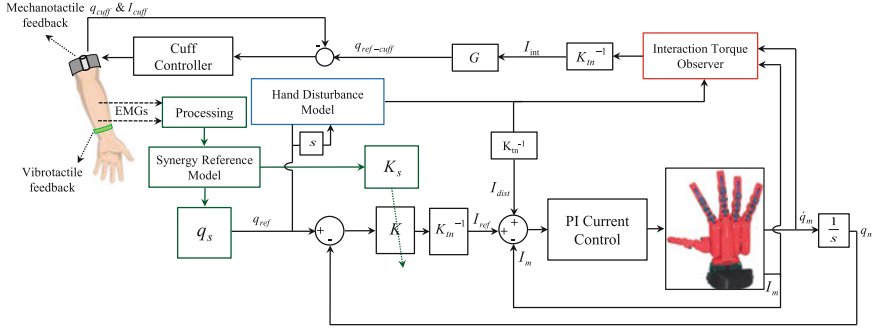 Mechanotactile
feedback
q_cuff & I_cuff
Cuff
Controller
-
q_ref-cuff
G
I_int
K_tn^-1
Interaction Torque
Observer
EMGs
Processing
Hand Disturbance
Model
s
K_tn^-1
Synergy Reference
Model
K_s
Vibrotactile
feedback
I_dist
q_s
q_ref
+
-
K
K_tn^-1
I_ref
+
+
-
I_m
PI Current
Control
q̇_m
1
s
q_m
I_m